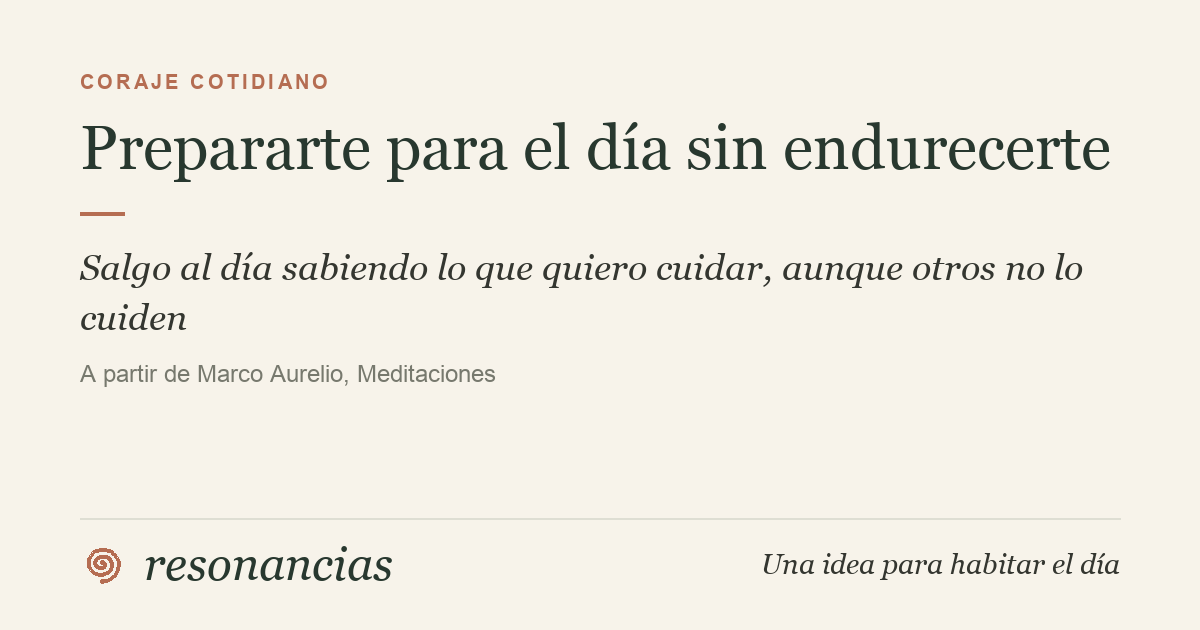 CORAJE COTIDIANO
Prepararte para el día sin endurecerte
Salgo al día sabiendo lo que quiero cuidar, aunque otros no lo
cuiden
A partir de Marco Aurelio, Meditaciones
resonancias
Una idea para habitar el día